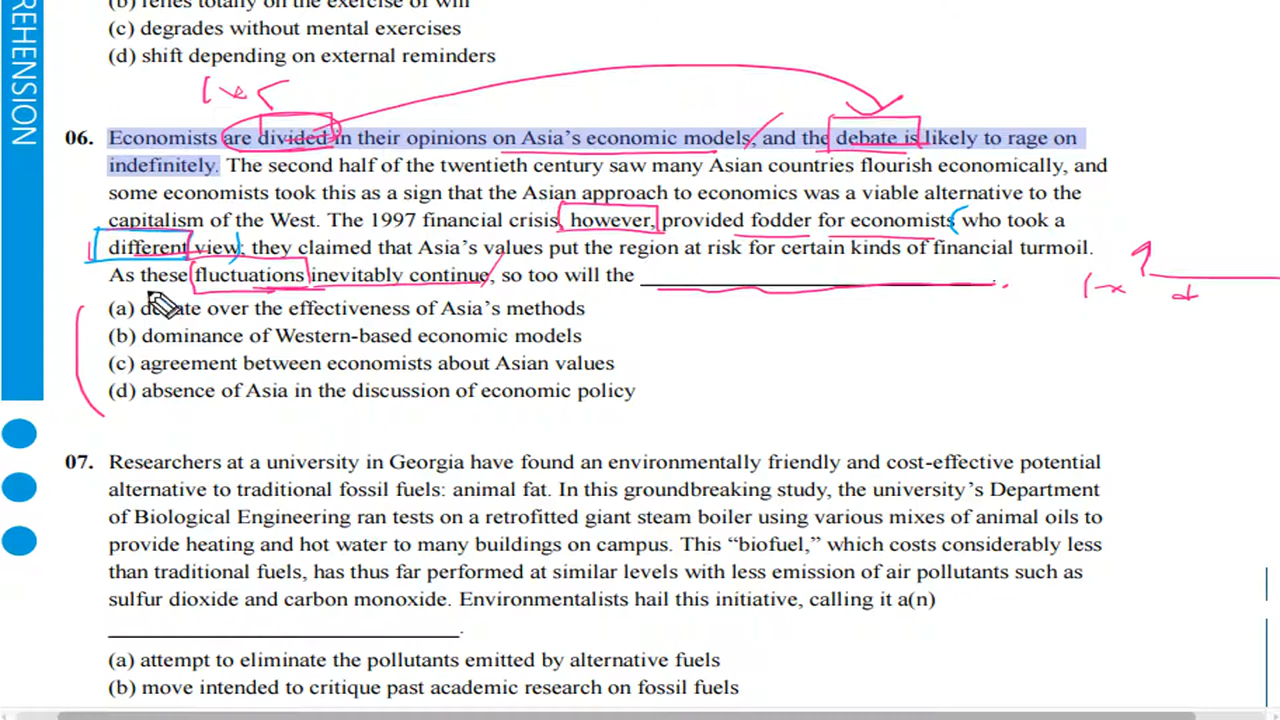 REHENSION
(b) relies totally on the exercise of will
(c) degrades without mental exercises
(d) shift depending on external reminders
06. Economists are divided in their opinions on Asia's economic models, and the debate is likely to rage on
indefinitely. The second half of the twentieth century saw many Asian countries flourish economically, and
some economists took this as a sign that the Asian approach to economics was a viable alternative to the
capitalism of the West. The 1997 financial crisis, however, provided fodder for economists who took a
different view; they claimed that Asia's values put the region at risk for certain kinds of financial turmoil.
As these fluctuations inevitably continue, so too will the ____________________.
(a) debate over the effectiveness of Asia's methods
(b) dominance of Western-based economic models
(c) agreement between economists about Asian values
(d) absence of Asia in the discussion of economic policy
07. Researchers at a university in Georgia have found an environmentally friendly and cost-effective potential
alternative to traditional fossil fuels: animal fat. In this groundbreaking study, the university's Department
of Biological Engineering ran tests on a retrofitted giant steam boiler using various mixes of animal oils to
provide heating and hot water to many buildings on campus. This “biofuel,” which costs considerably less
than traditional fuels, has thus far performed at similar levels with less emission of air pollutants such as
sulfur dioxide and carbon monoxide. Environmentalists hail this initiative, calling it a(n)
____________________.
(a) attempt to eliminate the pollutants emitted by alternative fuels
(b) move intended to critique past academic research on fossil fuels